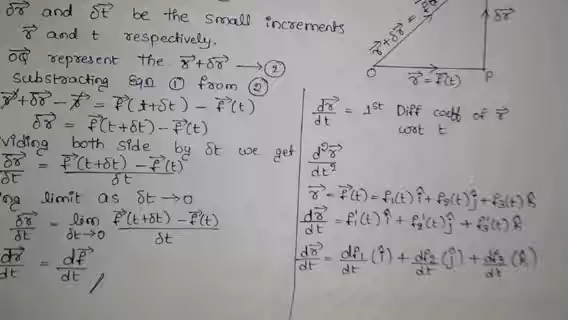 δr⃗ and δt⃗ be the small increments
r⃗ and t respectively.
OQ⃗ represent the r⃗+δr⃗ → ②
substracting Eqn ① from ②
r⃗+δr⃗ - r⃗ = f⃗(t+δt) - f⃗(t)
δr⃗ = f⃗(t+δt) - f⃗(t)
viding both side by δt we get
δr⃗/δt = f⃗(t+δt) - f⃗(t)/δt
ng limit as δt→0
δr⃗/δt = lim δt→0 f⃗(t+δt) - f⃗(t)/δt
dr⃗/dt = df⃗/dt
r⃗+δr⃗ =
δr⃗
O r⃗=f(t) P
dr⃗/dt = 1st Diff coeff of r⃗
wort t
d²r⃗/dt²
r⃗ = f⃗(t) = f₁(t)î + f₂(t)ĵ + f₃(t)k̂
dr⃗/dt = f₁'(t)î + f₂'(t)ĵ + f₃'(t)k̂
dr⃗/dt = df₁/dt (î) + df₂/dt (ĵ) + df₃/dt (k̂)